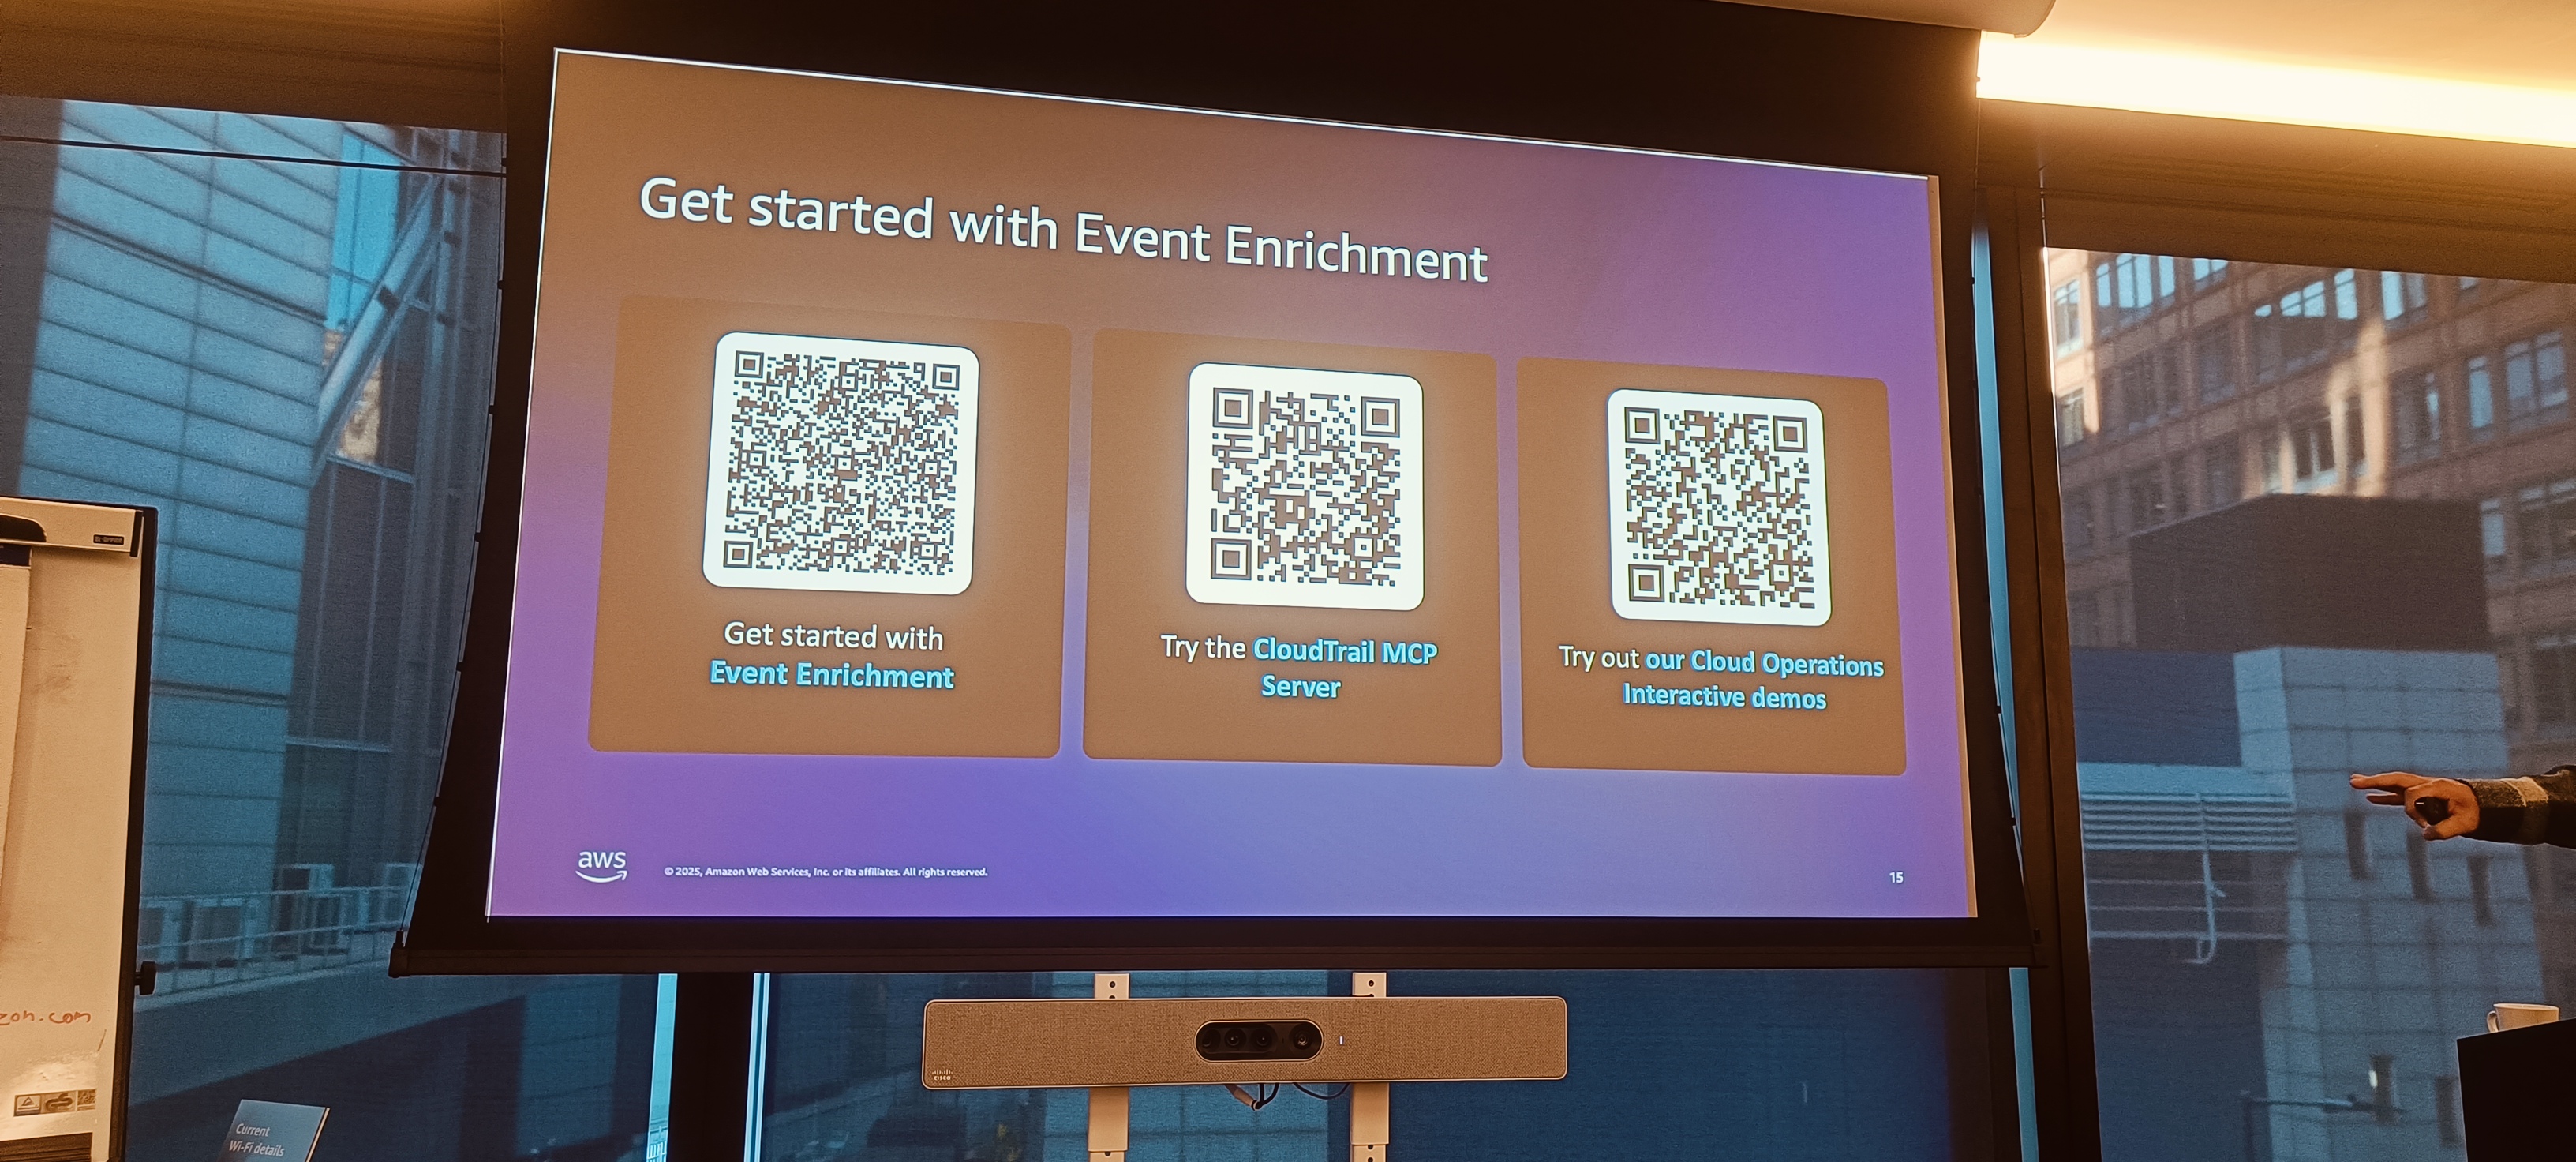 Get started with Event Enrichment
Get started with
Event Enrichment
Try the CloudTrail MCP
Server
Try out our Cloud Operations
Interactive demos
aws
© 2025, Amazon Web Services, Inc. or its affiliates. All rights reserved.
15
zon.com
CISCO
Current
Wi-Fi details